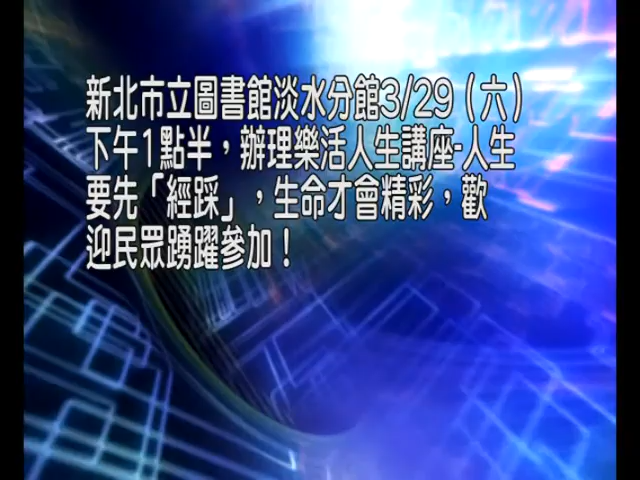 新北市立圖書館淡水分館3/29（六）
下午1點半，辦理樂活人生講座-人生
要先「經踩」，生命才會精彩，歡
迎民眾踴躍參加！